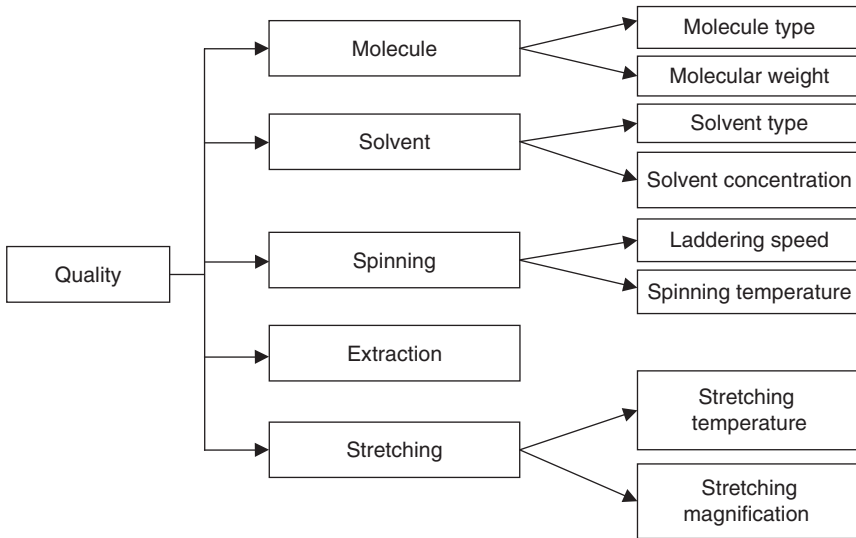 Quality
Molecule
Molecule type
Molecular weight
Solvent
Solvent type
Solvent concentration
Spinning
Laddering speed
Spinning temperature
Extraction
Stretching
Stretching
temperature
Stretching
magnification